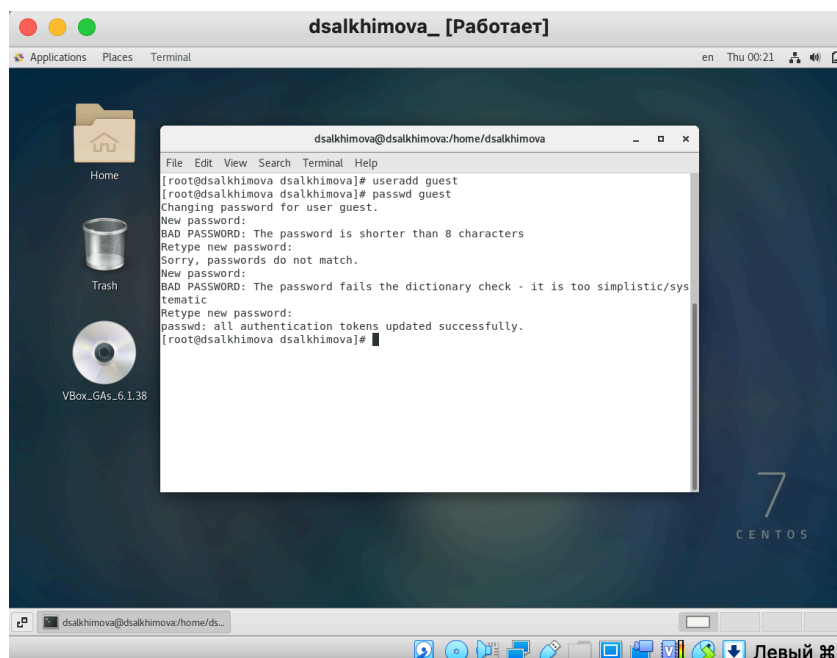 dsalkhimova_ [Работает]
Applications Places Terminal en Thu 00:21
Home
Trash
VBox_GAs_6.1.38
dsalkhimova@dsalkhimova:/home/dsalkhimova
File Edit View Search Terminal Help
[root@dsalkhimova dsalkhimova]# useradd guest
[root@dsalkhimova dsalkhimova]# passwd guest
Changing password for user guest.
New password:
BAD PASSWORD: The password is shorter than 8 characters
Retype new password:
Sorry, passwords do not match.
New password:
BAD PASSWORD: The password fails the dictionary check - it is too simplistic/sys
tematic
Retype new password:
passwd: all authentication tokens updated successfully.
[root@dsalkhimova dsalkhimova]#
7
CENTOS
dsalkhimova@dsalkhimova:/home/ds...
Левый ⌘